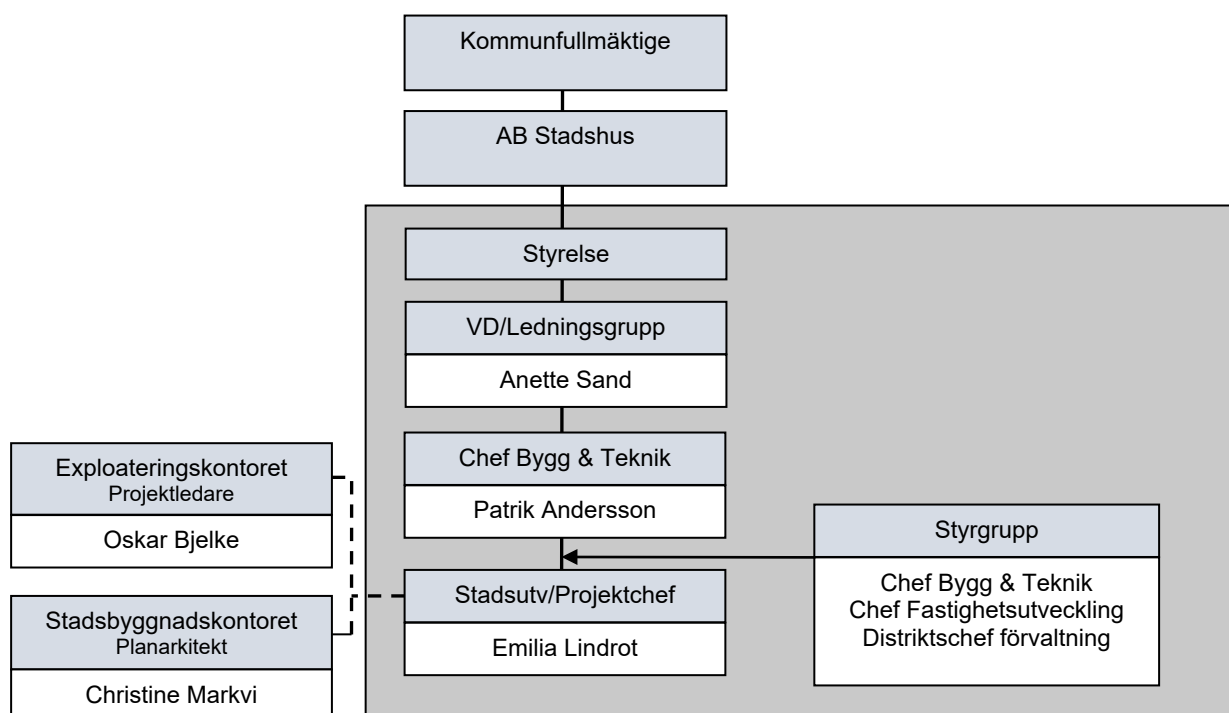 Kommunfullmäktige
AB Stadshus
Styrelse
VD/Ledningsgrupp
Anette Sand
Chef Bygg & Teknik
Patrik Andersson
Exploateringskontoret
Projektledare
Oskar Bjelke
Styrgrupp
Chef Bygg & Teknik
Chef Fastighetsutveckling
Distriktschef förvaltning
Stadsutv/Projektchef
Emilia Lindrot
Stadsbyggnadskontoret
Planarkitekt
Christine Markvi